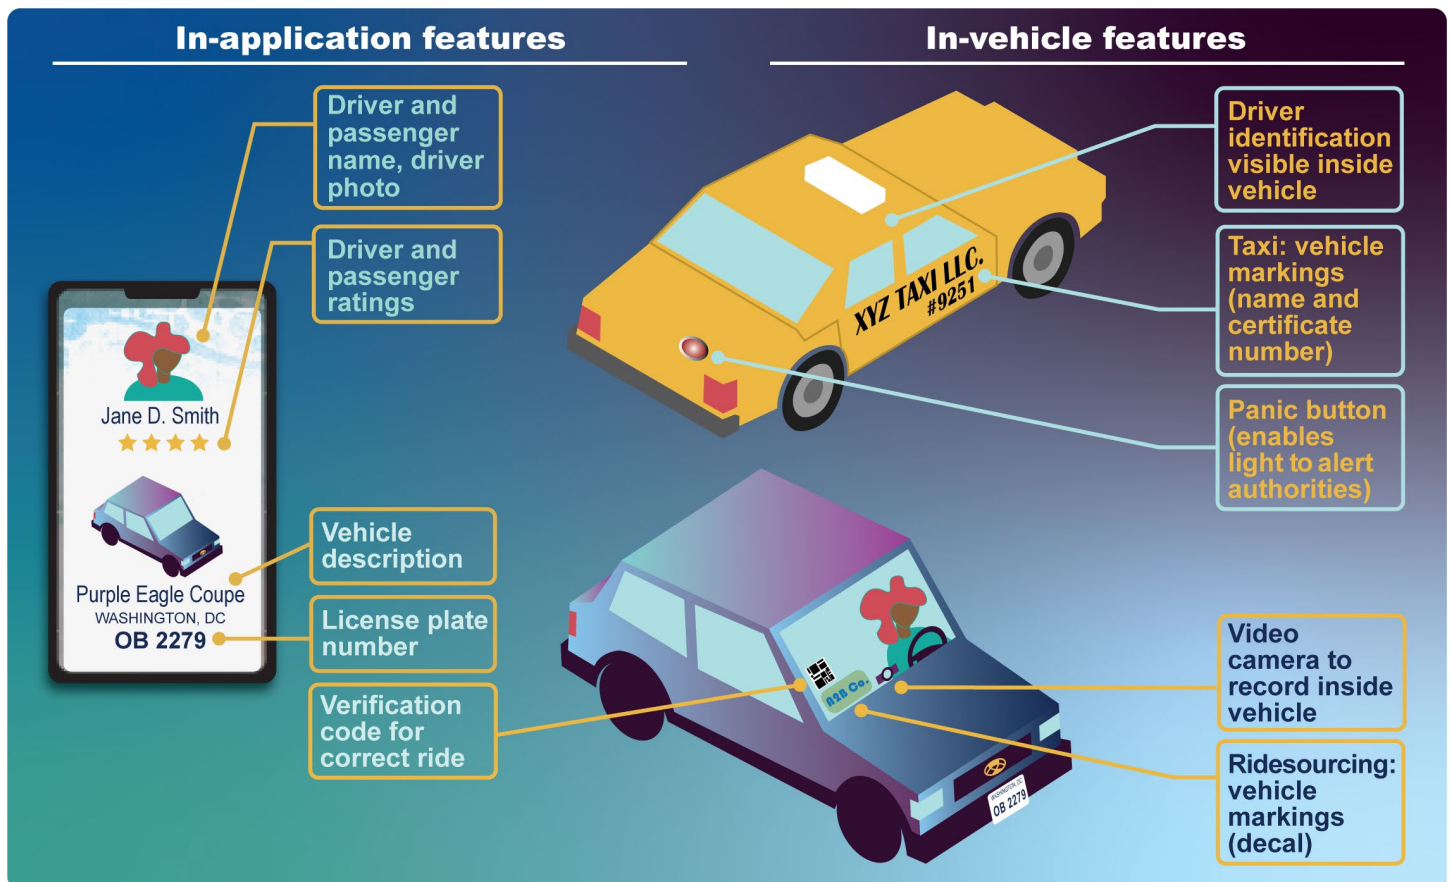 In-application features
Driver and
passenger
name, driver
photo
Driver and
passenger
ratings
Jane D. Smith
Purple Eagle Coupe
WASHINGTON, DC
OB 2279
Vehicle
description
License plate
number
Verification
code for
correct ride
In-vehicle features
Driver
identification
visible inside
vehicle
Taxi: vehicle
markings
(name and
certificate
number)
Panic button
(enables
light to alert
authorities)
XYZ TAXI LLC.
#9251
A2B Co.
WASHINGTON, DC
OB 2279
Video
camera to
record inside
vehicle
Ridesourcing:
vehicle
markings
(decal)